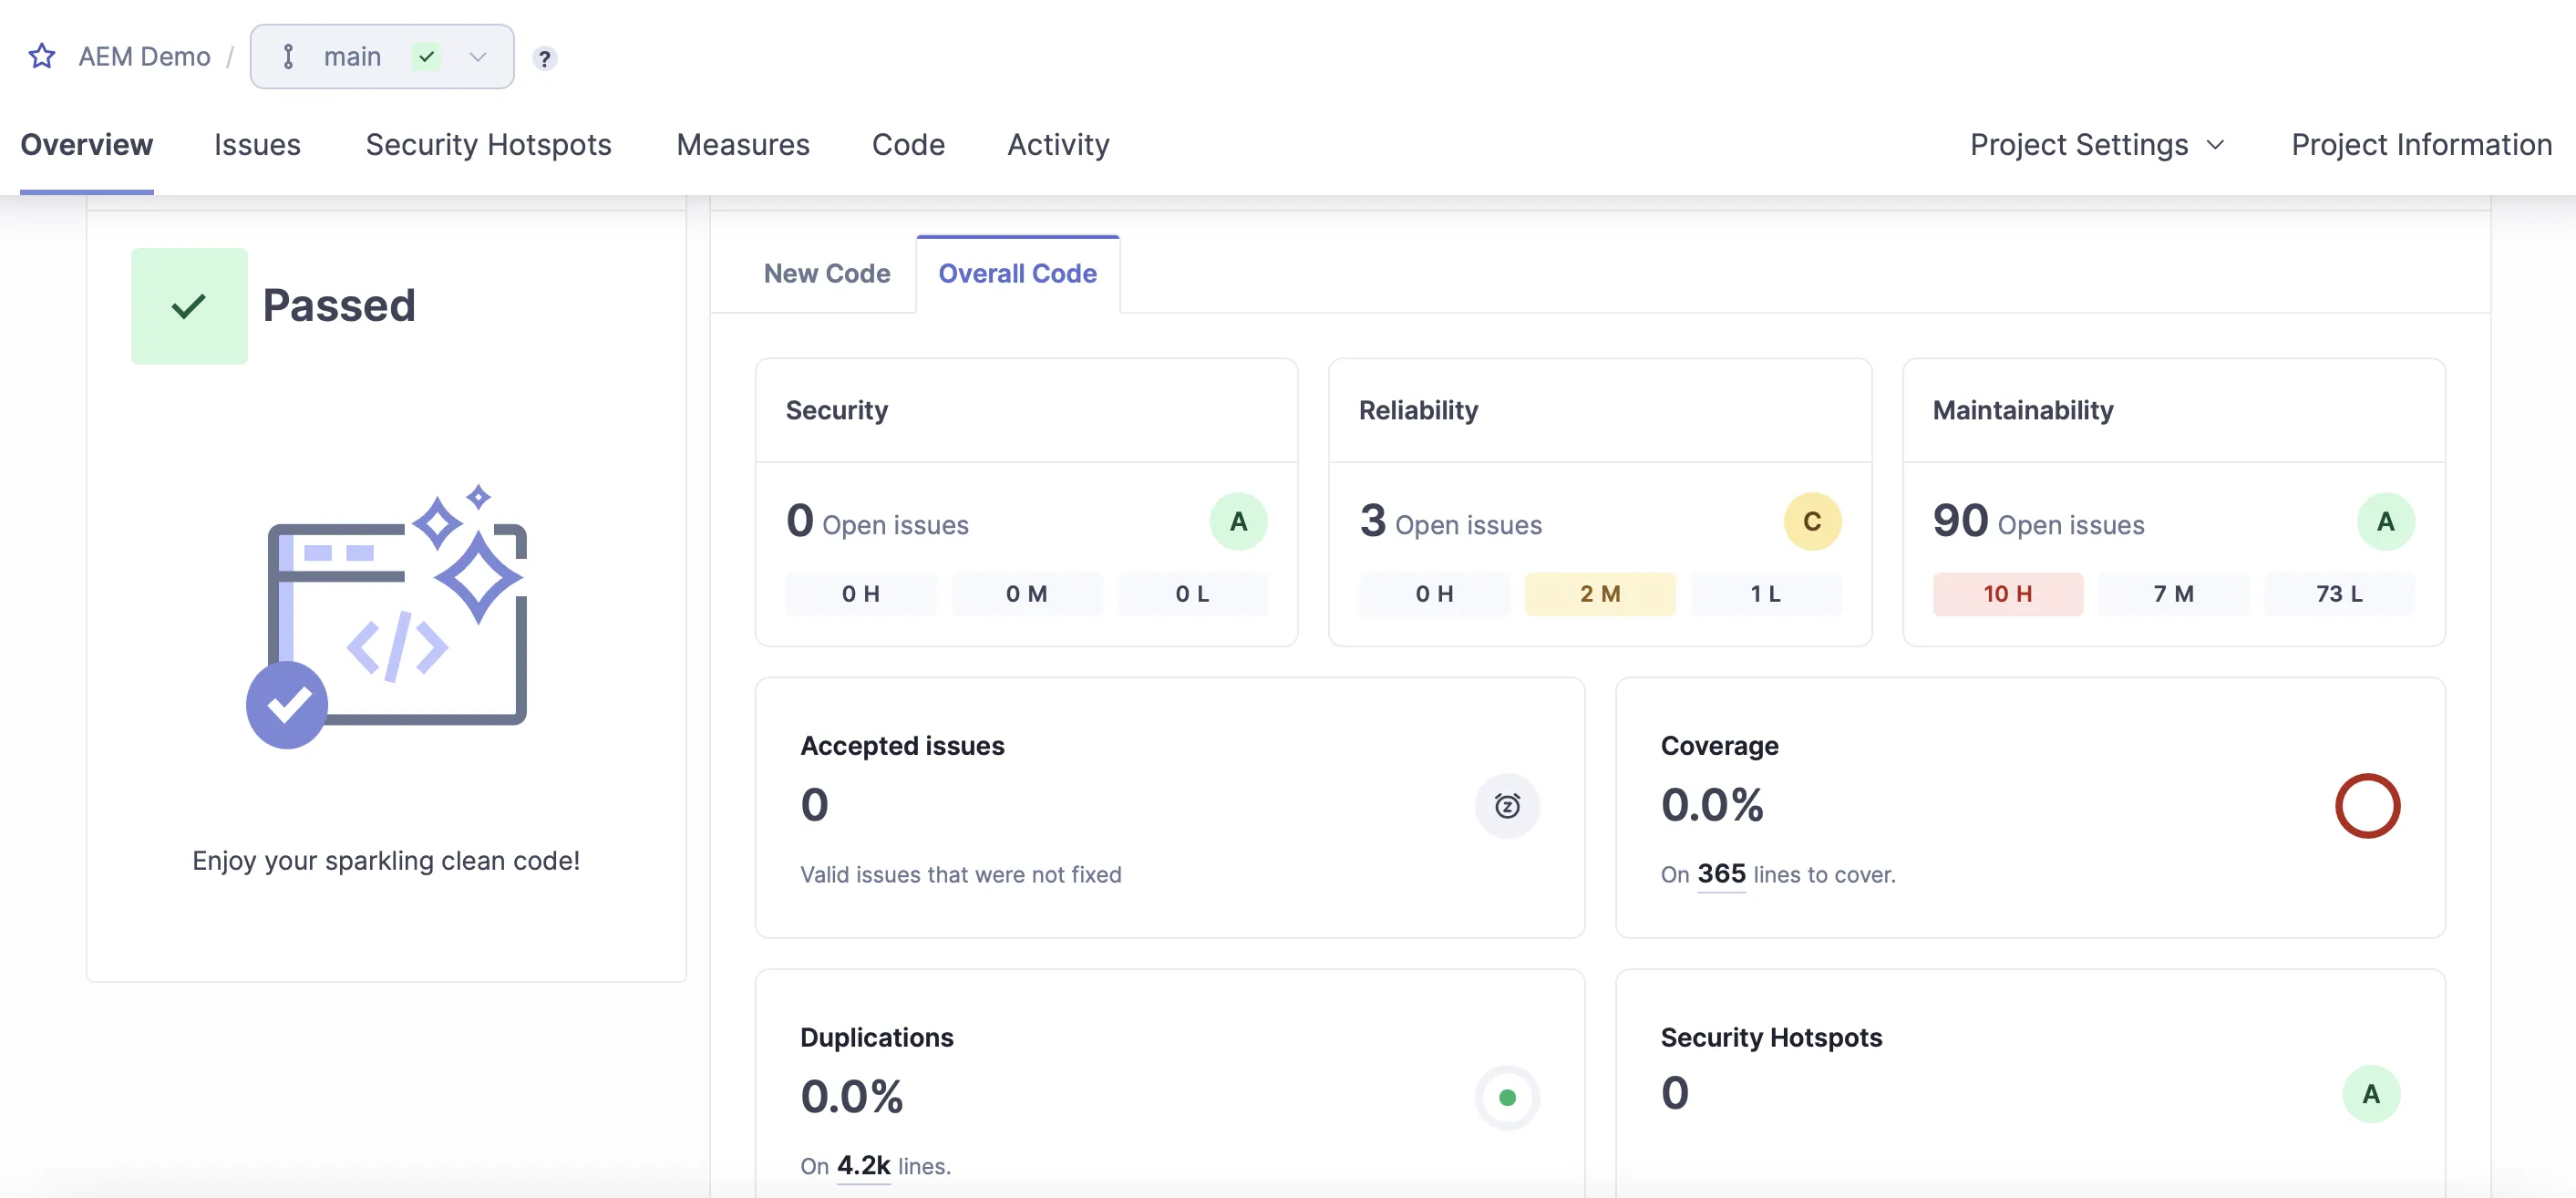 AEM Demo / main ?
Overview Issues Security Hotspots Measures Code Activity Project Settings Project Information
Passed
Enjoy your sparkling clean code!
New Code Overall Code
Security
0 Open issues A
0 H 0 M 0 L
Reliability
3 Open issues C
0 H 2 M 1 L
Maintainability
90 Open issues A
10 H 7 M 73 L
Accepted issues
0
Valid issues that were not fixed
Coverage
0.0%
On 365 lines to cover.
Duplications
0.0%
On 4.2k lines.
Security Hotspots
0 A